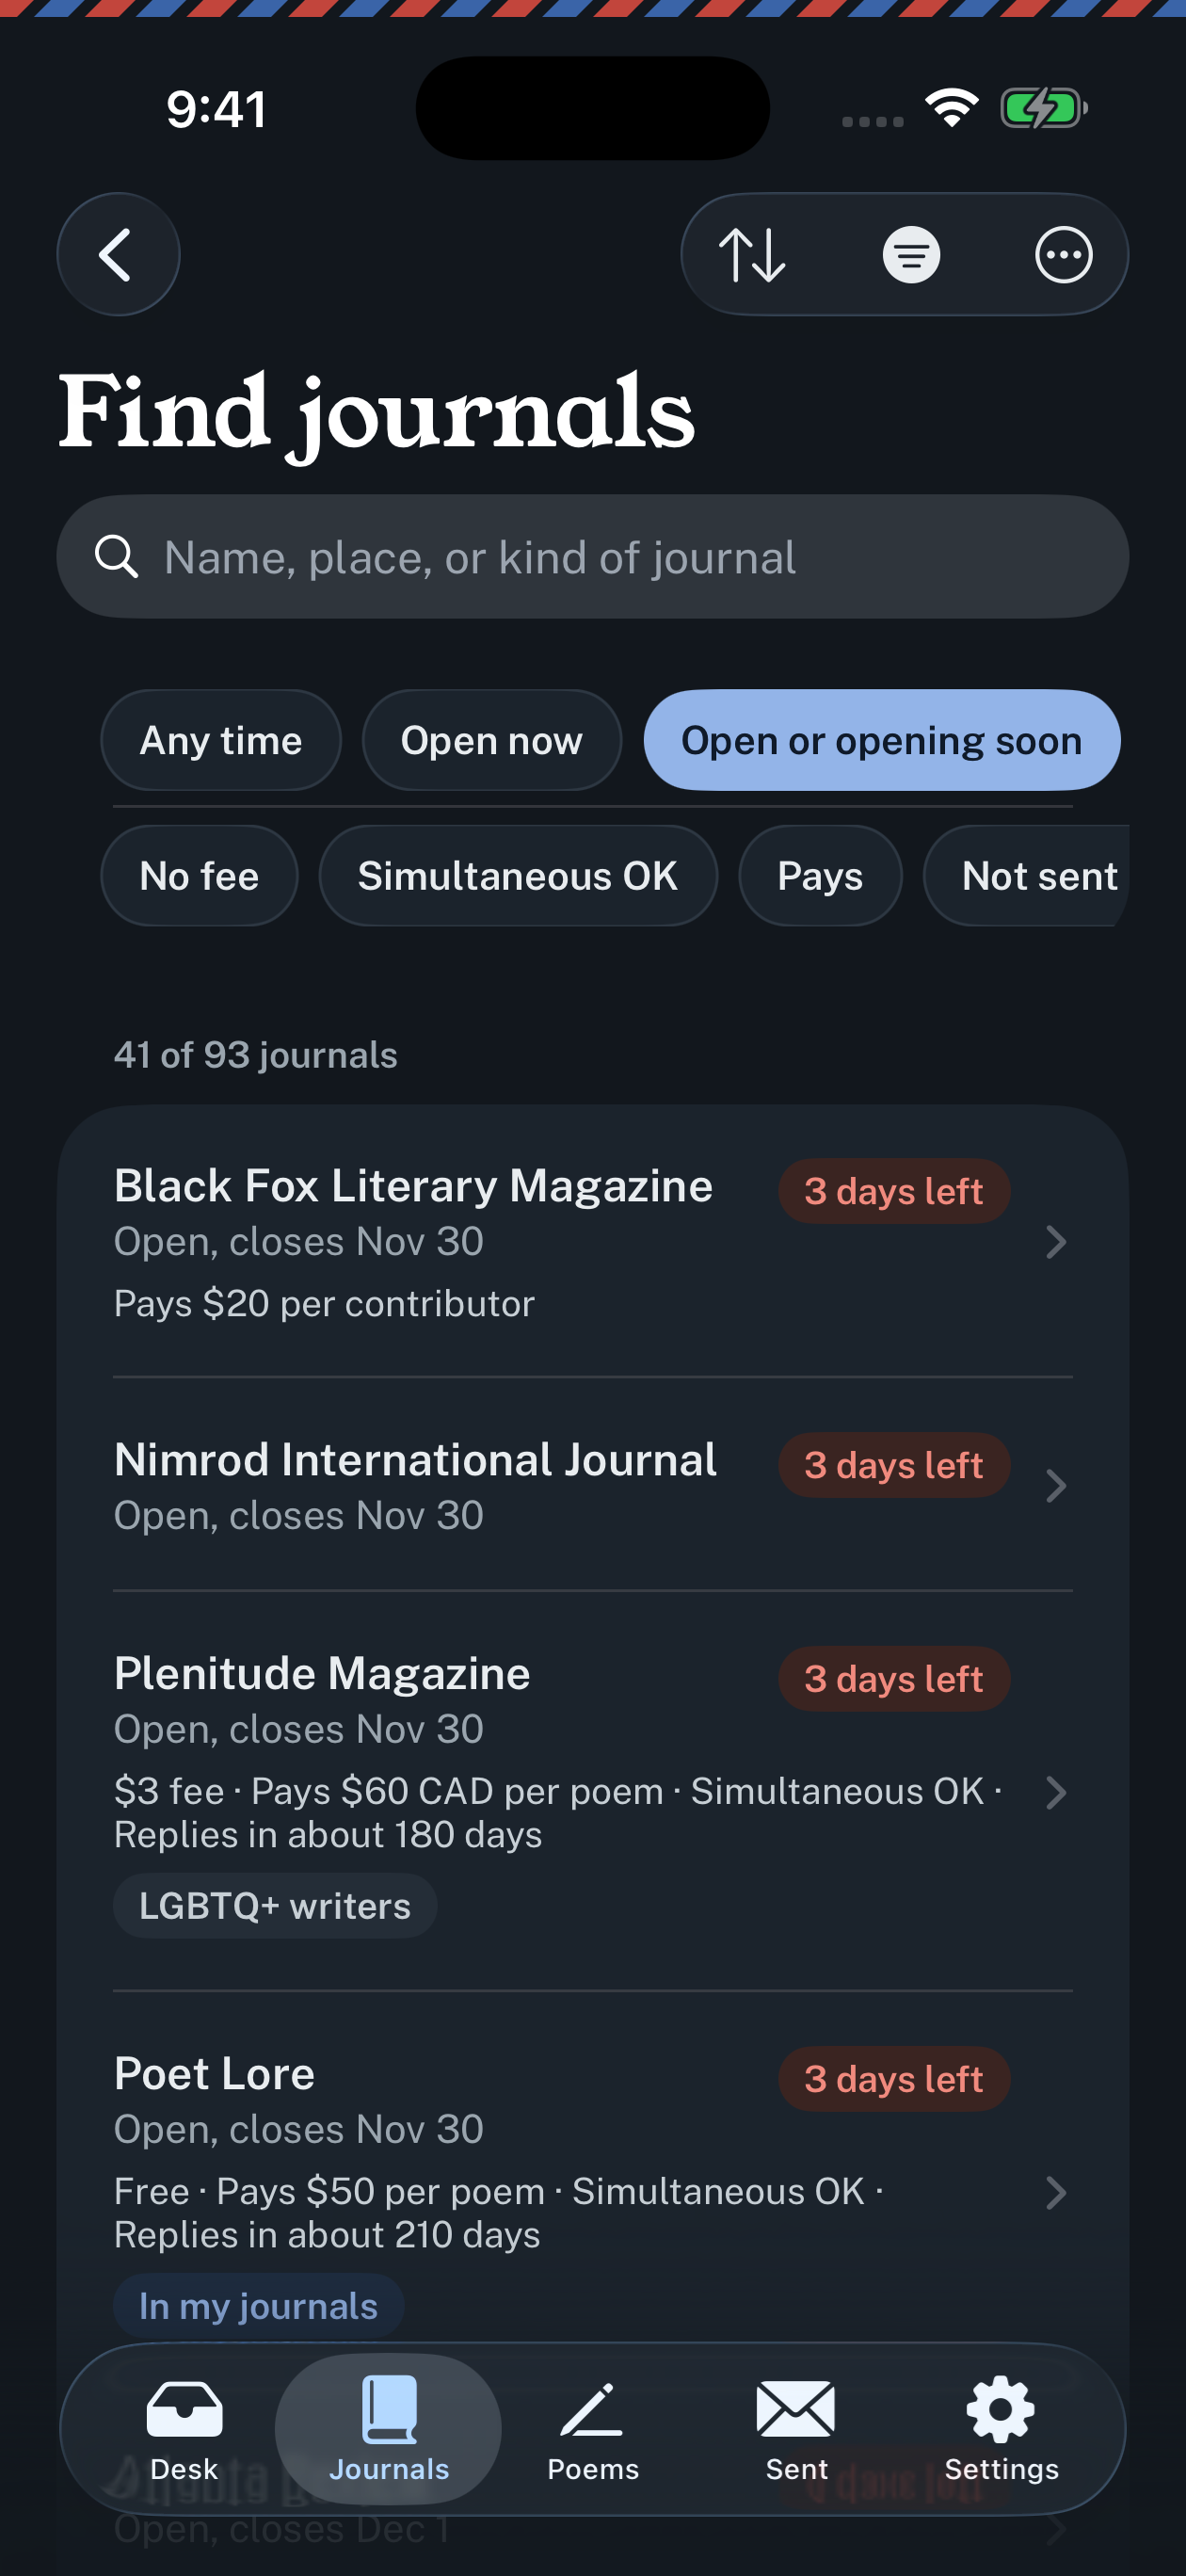 9:41
Find journals
Name, place, or kind of journal
Any time
Open now
Open or opening soon
No fee
Simultaneous OK
Pays
Not sent
41 of 93 journals
Black Fox Literary Magazine
3 days left
Open, closes Nov 30
Pays $20 per contributor
Nimrod International Journal
3 days left
Open, closes Nov 30
Plenitude Magazine
3 days left
Open, closes Nov 30
$3 fee · Pays $60 CAD per poem · Simultaneous OK ·
Replies in about 180 days
LGBTQ+ writers
Poet Lore
3 days left
Open, closes Nov 30
Free · Pays $50 per poem · Simultaneous OK ·
Replies in about 210 days
In my journals
Desk
Journals
Poems
Sent
Settings
Open, closes Dec 1